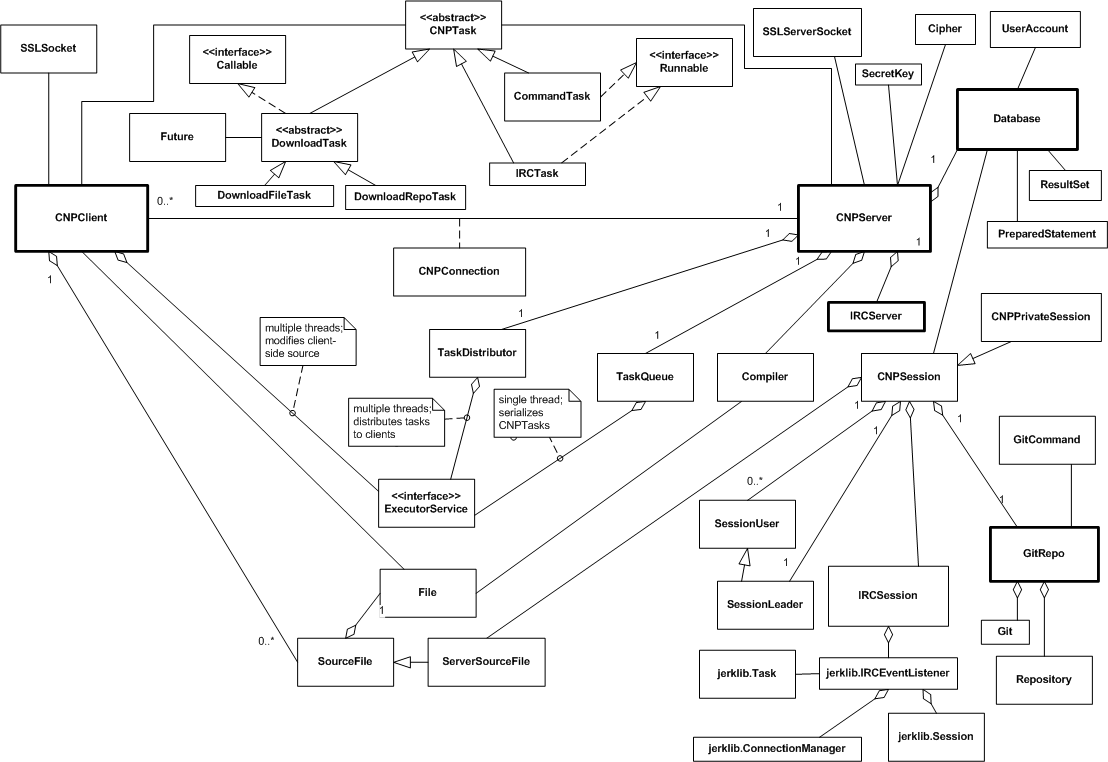 <<abstract>>
CNPTask
SSLSocket
<<interface>>
Callable
<<interface>>
Runnable
SSLServerSocket
Cipher
UserAccount
SecretKey
CommandTask
Database
Future
<<abstract>>
DownloadTask
IRCTask
DownloadFileTask
DownloadRepoTask
1
ResultSet
CNPClient
0..*
1
CNPServer
1
PreparedStatement
1
1
1
CNPConnection
1
IRCServer
CNPPrivateSession
multiple threads;
modifies client-
side source
1
TaskDistributor
1
TaskQueue
Compiler
CNPSession
multiple threads;
distributes tasks
to clients
single thread;
serializes
CNPTasks
1
1
1
GitCommand
<<interface>>
ExecutorService
0..*
1
SessionUser
GitRepo
1
File
1
SessionLeader
IRCSession
Git
0..*
SourceFile
ServerSourceFile
jerklib.Task
jerklib.IRCEventListener
Repository
jerklib.ConnectionManager
jerklib.Session